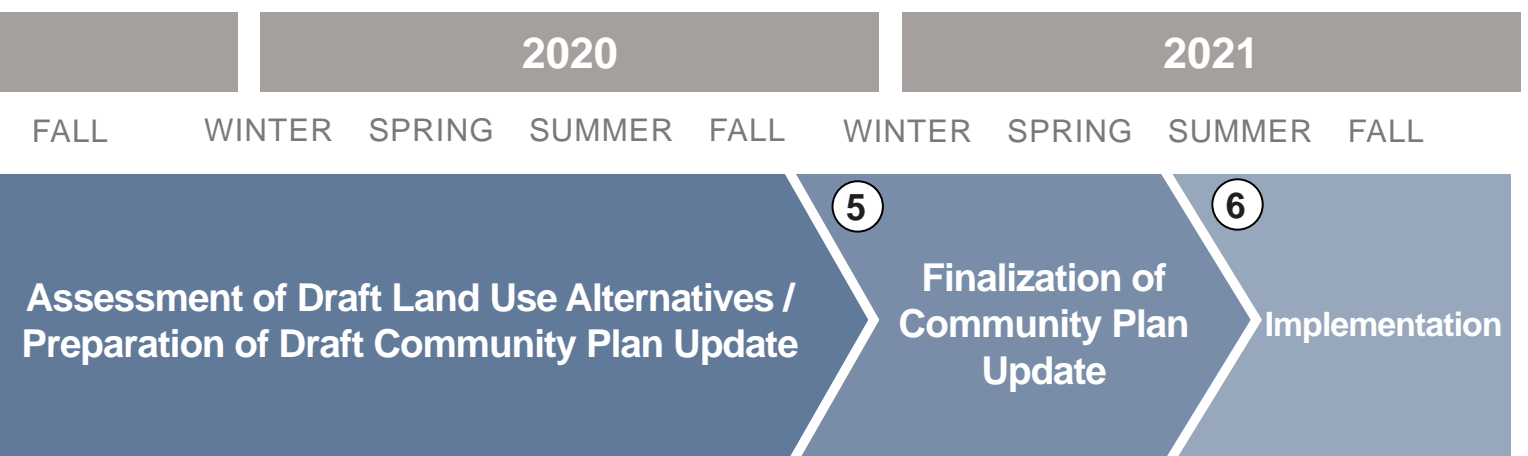 2020
2021
FALL WINTER SPRING SUMMER FALL WINTER SPRING SUMMER FALL
Assessment of Draft Land Use Alternatives /
Preparation of Draft Community Plan Update
5
Finalization of
Community Plan
Update
6
Implementation